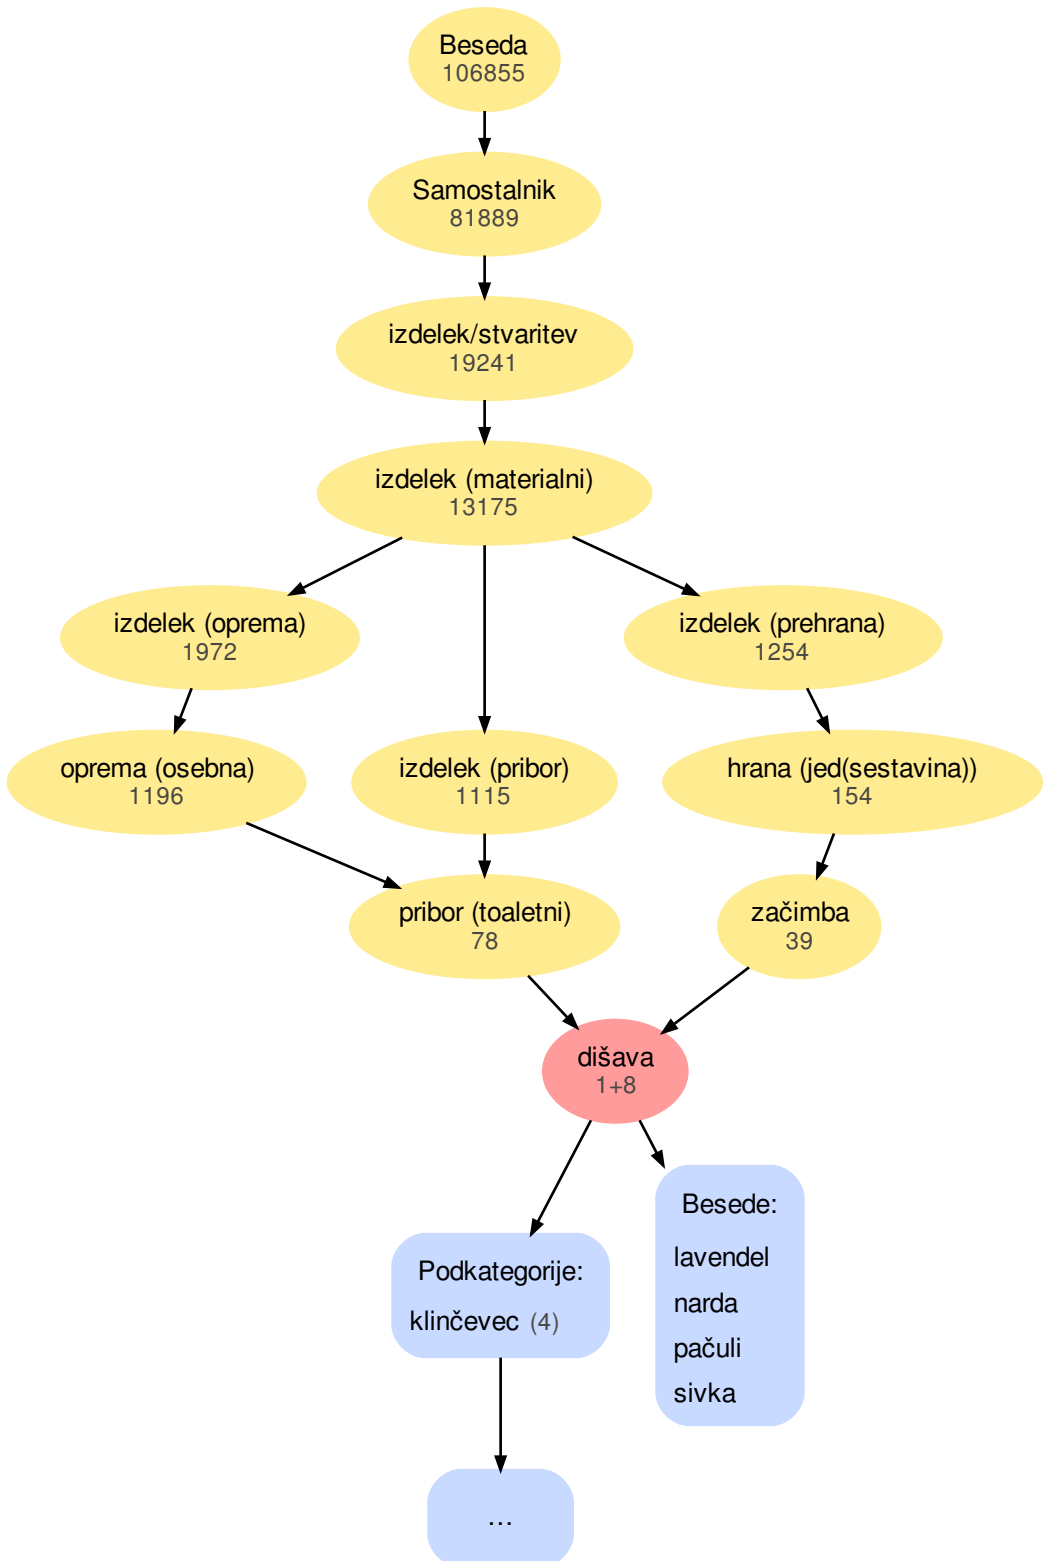 Beseda
106855
Samostalnik
81889
izdelek/stvaritev
19241
izdelek (materialni)
13175
izdelek (oprema)
1972
izdelek (prehrana)
1254
oprema (osebna)
1196
izdelek (pribor)
1115
hrana (jed(sestavina))
154
pribor (toaletni)
78
začimba
39
dišava
1+8
Besede:
lavendel
narda
pačuli
sivka
Podkategorije:
klinčevec (4)
...